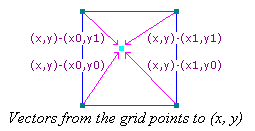 (x,y)-(x0,y1) (x,y)-(x1,y1)
(x,y)-(x0,y0) (x,y)-(x1,y0)
Vectors from the grid points to (x, y)